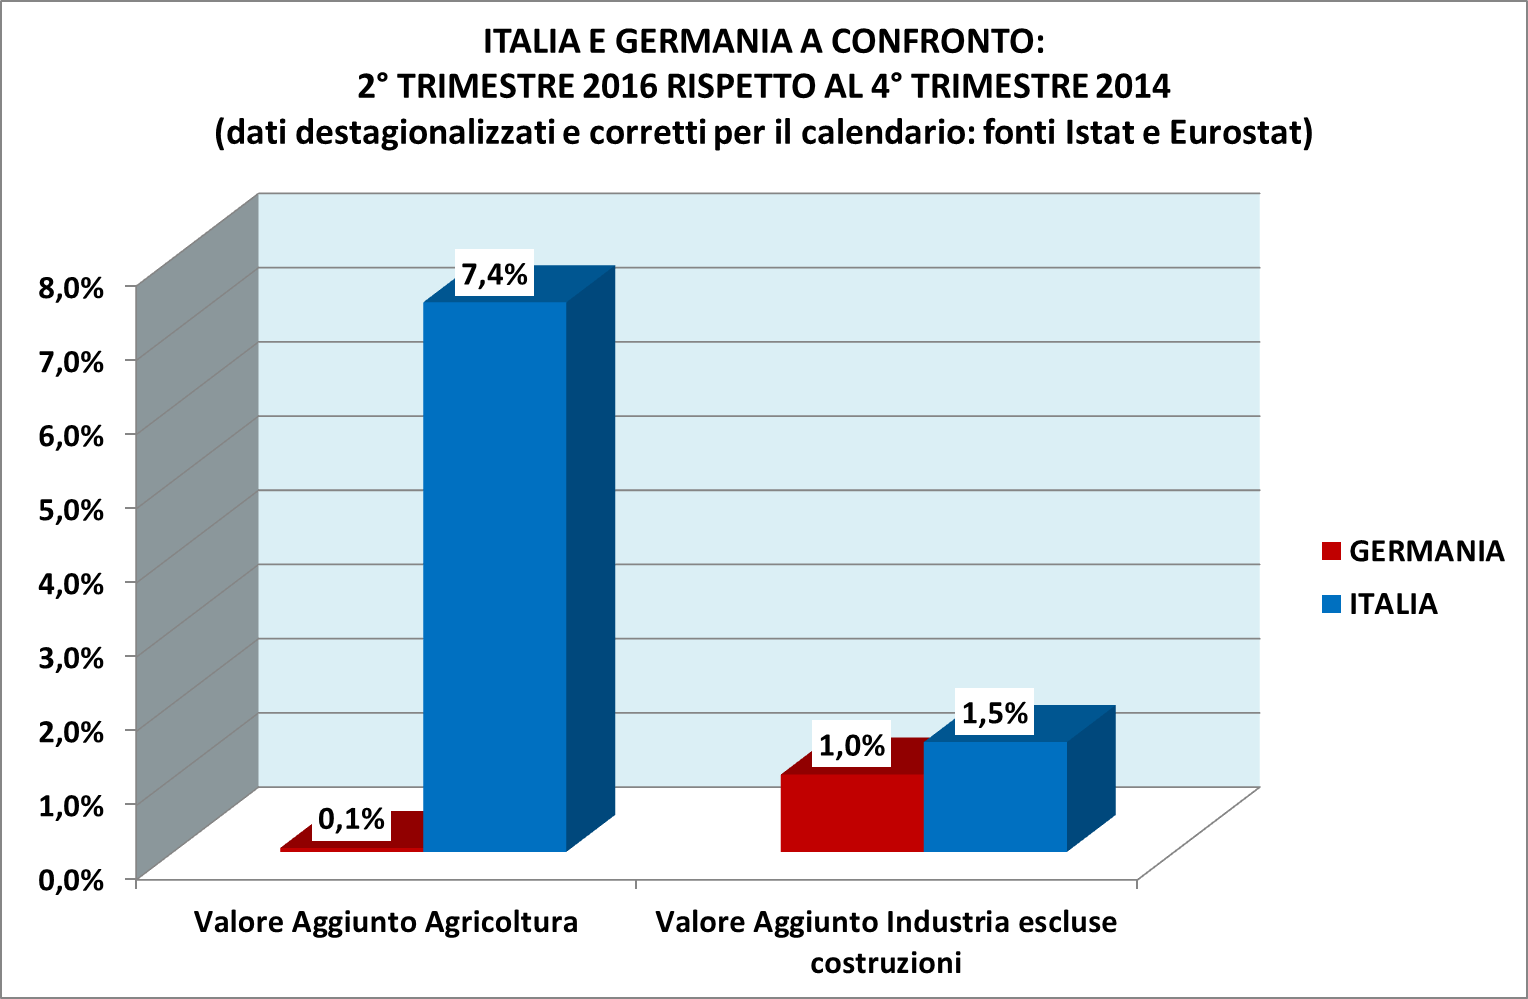 ITALIA E GERMANIA A CONFRONTO:
2° TRIMESTRE 2016 RISPETTO AL 4° TRIMESTRE 2014
(dati destagionalizzati e corretti per il calendario: fonti Istat e Eurostat)
8,0%
7,0%
6,0%
5,0%
4,0%
3,0%
2,0%
1,0%
0,0%
7,4%
0,1%
1,0%
1,5%
GERMANIA
ITALIA
Valore Aggiunto Agricoltura
Valore Aggiunto Industria escluse
costruzioni